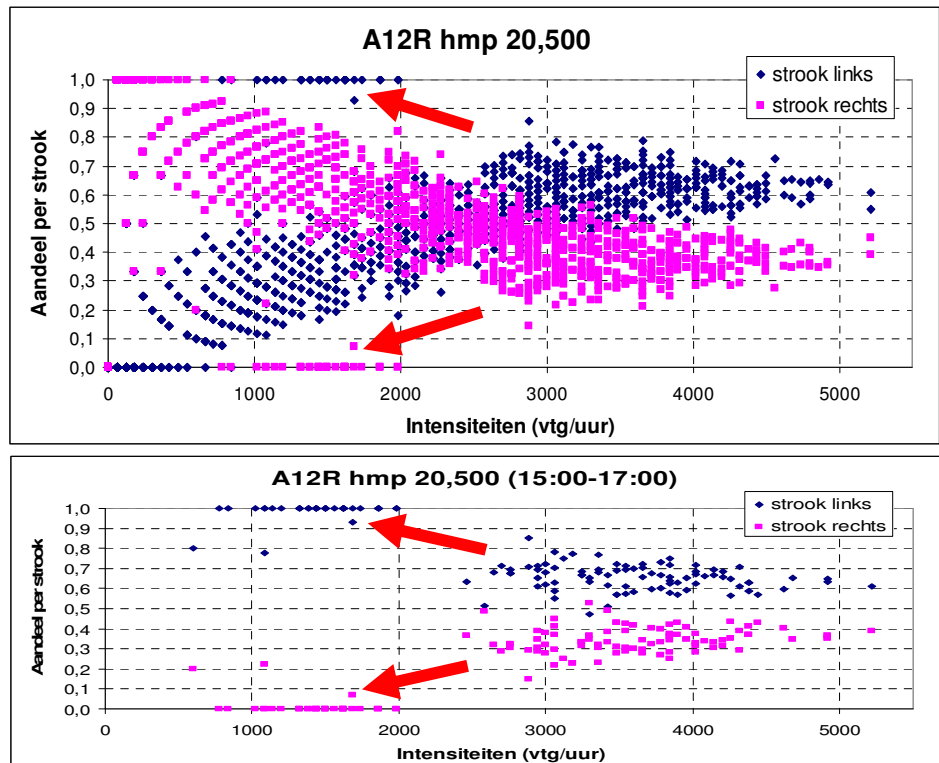 A12R hmp 20,500
strook links
strook rechts
Aandeel per strook
1,0
0,9
0,8
0,7
0,6
0,5
0,4
0,3
0,2
0,1
0,0
0 1000 2000 3000 4000 5000
Intensiteiten (vtg/uur)
A12R hmp 20,500 (15:00-17:00)
strook links
strook rechts
Aandeel per strook
1,0
0,9
0,8
0,7
0,6
0,5
0,4
0,3
0,2
0,1
0,0
0 1000 2000 3000 4000 5000
Intensiteiten (vtg/uur)